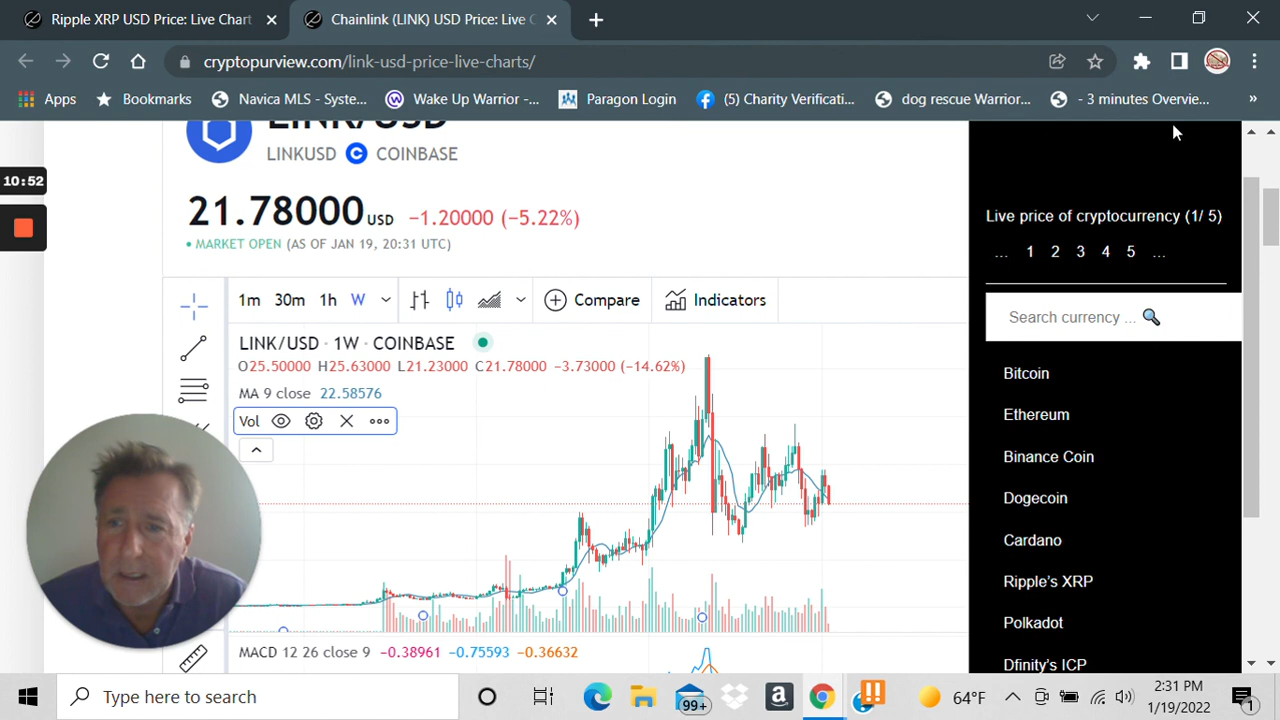 Ripple XRP USD Price: Live Chart
Chainlink (LINK) USD Price: Live C
cryptopurview.com/link-usd-price-live-charts/
Apps
Bookmarks
Navica MLS - Syste...
Wake Up Warrior -...
Paragon Login
(5) Charity Verificati...
dog rescue Warrior...
- 3 minutes Overvie...
»
LINK/USD
LINKUSD COINBASE
10:52
21.78000 USD −1.20000 (−5.22%)
• MARKET OPEN (AS OF JAN 19, 20:31 UTC)
1m 30m 1h W Compare Indicators
LINK/USD · 1W · COINBASE
O25.50000 H25.63000 L21.23000 C21.78000 −3.73000 (−14.62%)
MA 9 close 22.58576
Vol
MACD 12 26 close 9 -0.38961 -0.75593 -0.36632
Live price of cryptocurrency (1/ 5)
... 1 2 3 4 5 ...
Search currency ...
Bitcoin
Ethereum
Binance Coin
Dogecoin
Cardano
Ripple’s XRP
Polkadot
Dfinity’s ICP
Type here to search
99+
64°F
2:31 PM
1/19/2022
1